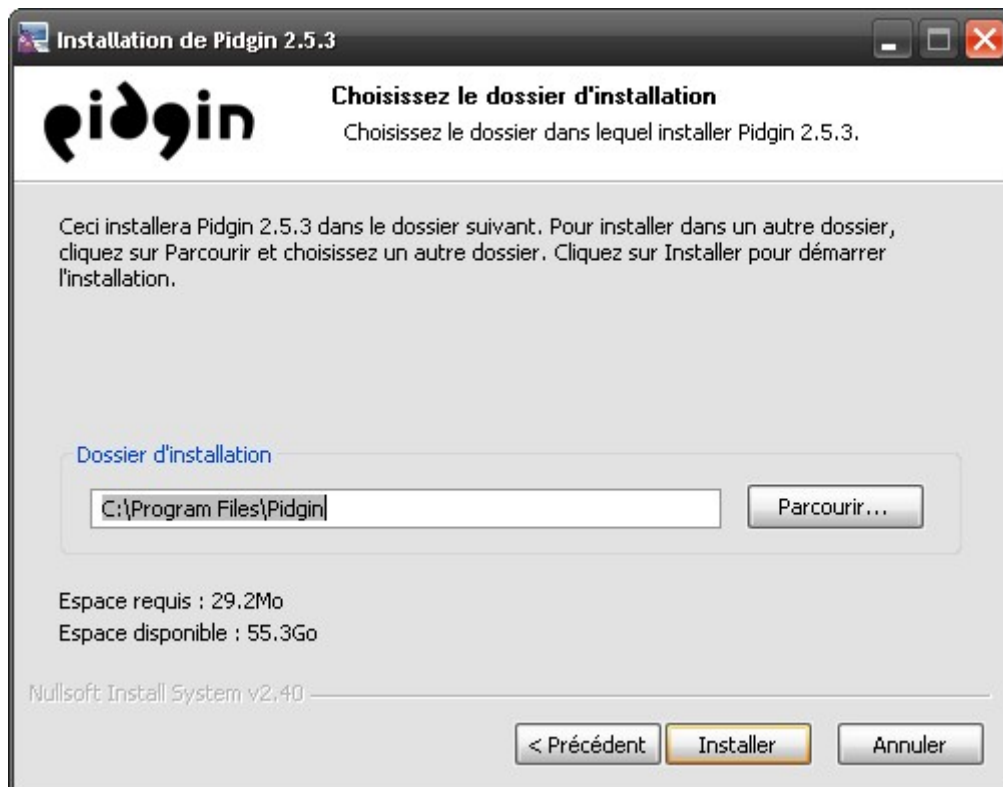 Installation de Pidgin 2.5.3
pidgin
Choisissez le dossier d'installation
Choisissez le dossier dans lequel installer Pidgin 2.5.3.
Ceci installera Pidgin 2.5.3 dans le dossier suivant. Pour installer dans un autre dossier,
cliquez sur Parcourir et choisissez un autre dossier. Cliquez sur Installer pour démarrer
l'installation.
Dossier d'installation
C:\Program Files\Pidgin
Parcourir...
Espace requis : 29.2Mo
Espace disponible : 55.3Go
Nullsoft Install System v2.40
< Précédent
Installer
Annuler